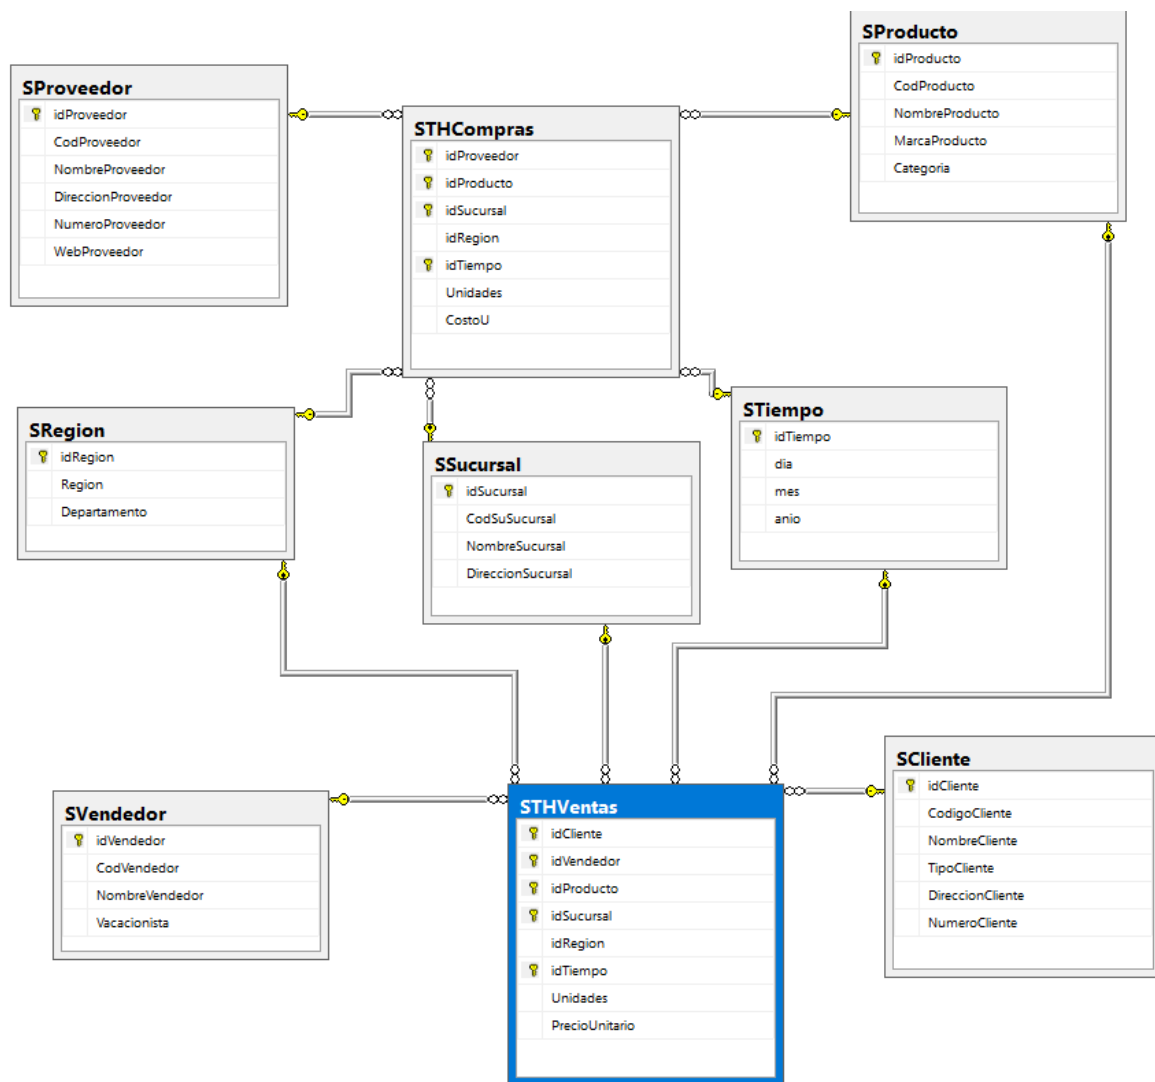 SProveedor
idProveedor
CodProveedor
NombreProveedor
DireccionProveedor
NumeroProveedor
WebProveedor
STHCompras
idProveedor
idProducto
idSucursal
idRegion
idTiempo
Unidades
CostoU
SProducto
idProducto
CodProducto
NombreProducto
MarcaProducto
Categoria
SRegion
idRegion
Region
Departamento
SSucursal
idSucursal
CodSuSucursal
NombreSucursal
DireccionSucursal
STiempo
idTiempo
dia
mes
anio
SVendedor
idVendedor
CodVendedor
NombreVendedor
Vacacionista
STHVentas
idCliente
idVendedor
idProducto
idSucursal
idRegion
idTiempo
Unidades
PrecioUnitario
SCliente
idCliente
CodigoCliente
NombreCliente
TipoCliente
DireccionCliente
NumeroCliente